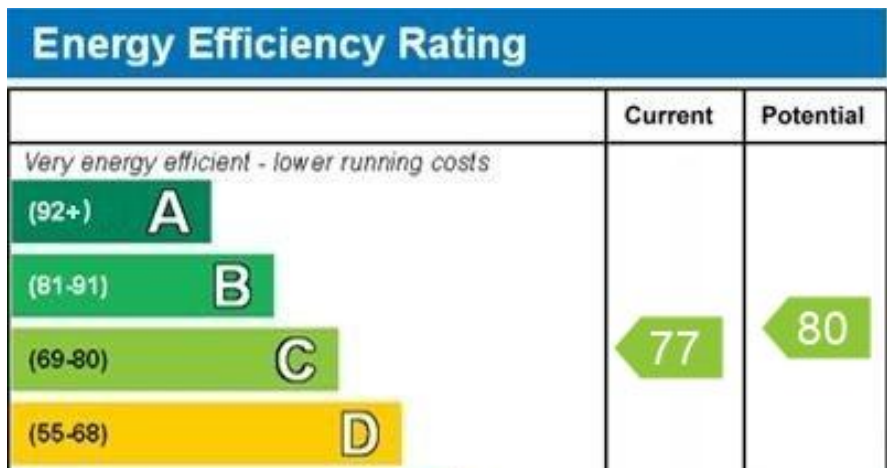 Energy Efficiency Rating
Current Potential
Very energy efficient - lower running costs
(92+) A
(81-91) B
(69-80) C 77 80
(55-68) D